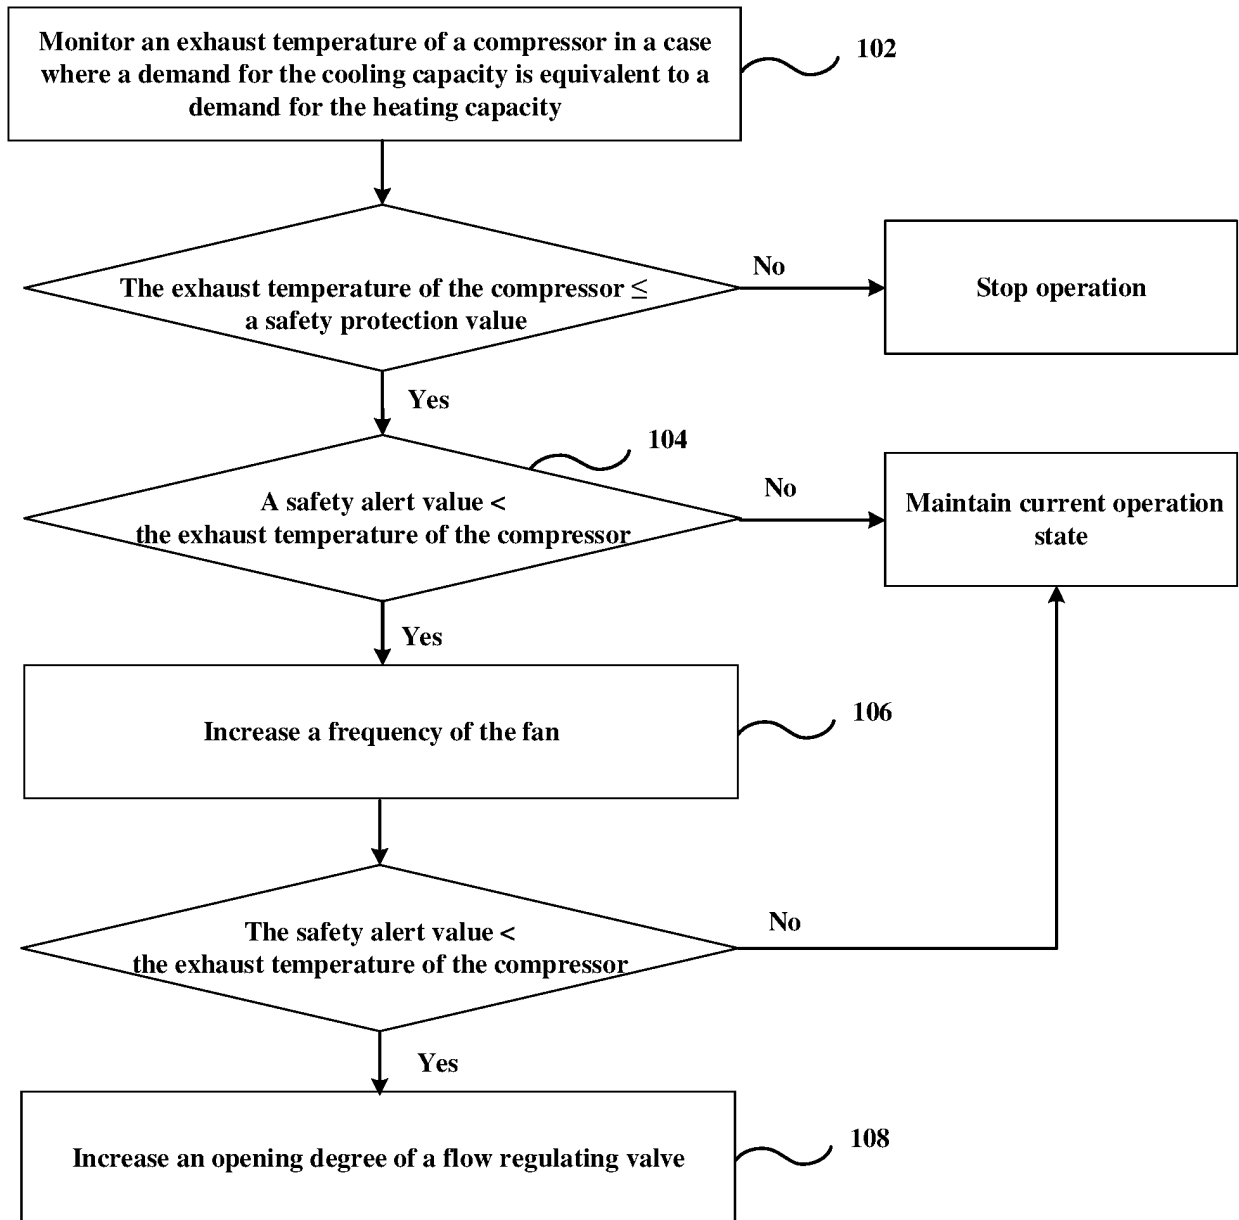 Monitor an exhaust temperature of a compressor in a case
where a demand for the cooling capacity is equivalent to a
demand for the heating capacity
102
The exhaust temperature of the compressor ≤
a safety protection value
No
Stop operation
Yes
104
A safety alert value <
the exhaust temperature of the compressor
No
Maintain current operation
state
Yes
Increase a frequency of the fan
106
The safety alert value <
the exhaust temperature of the compressor
No
Yes
Increase an opening degree of a flow regulating valve
108